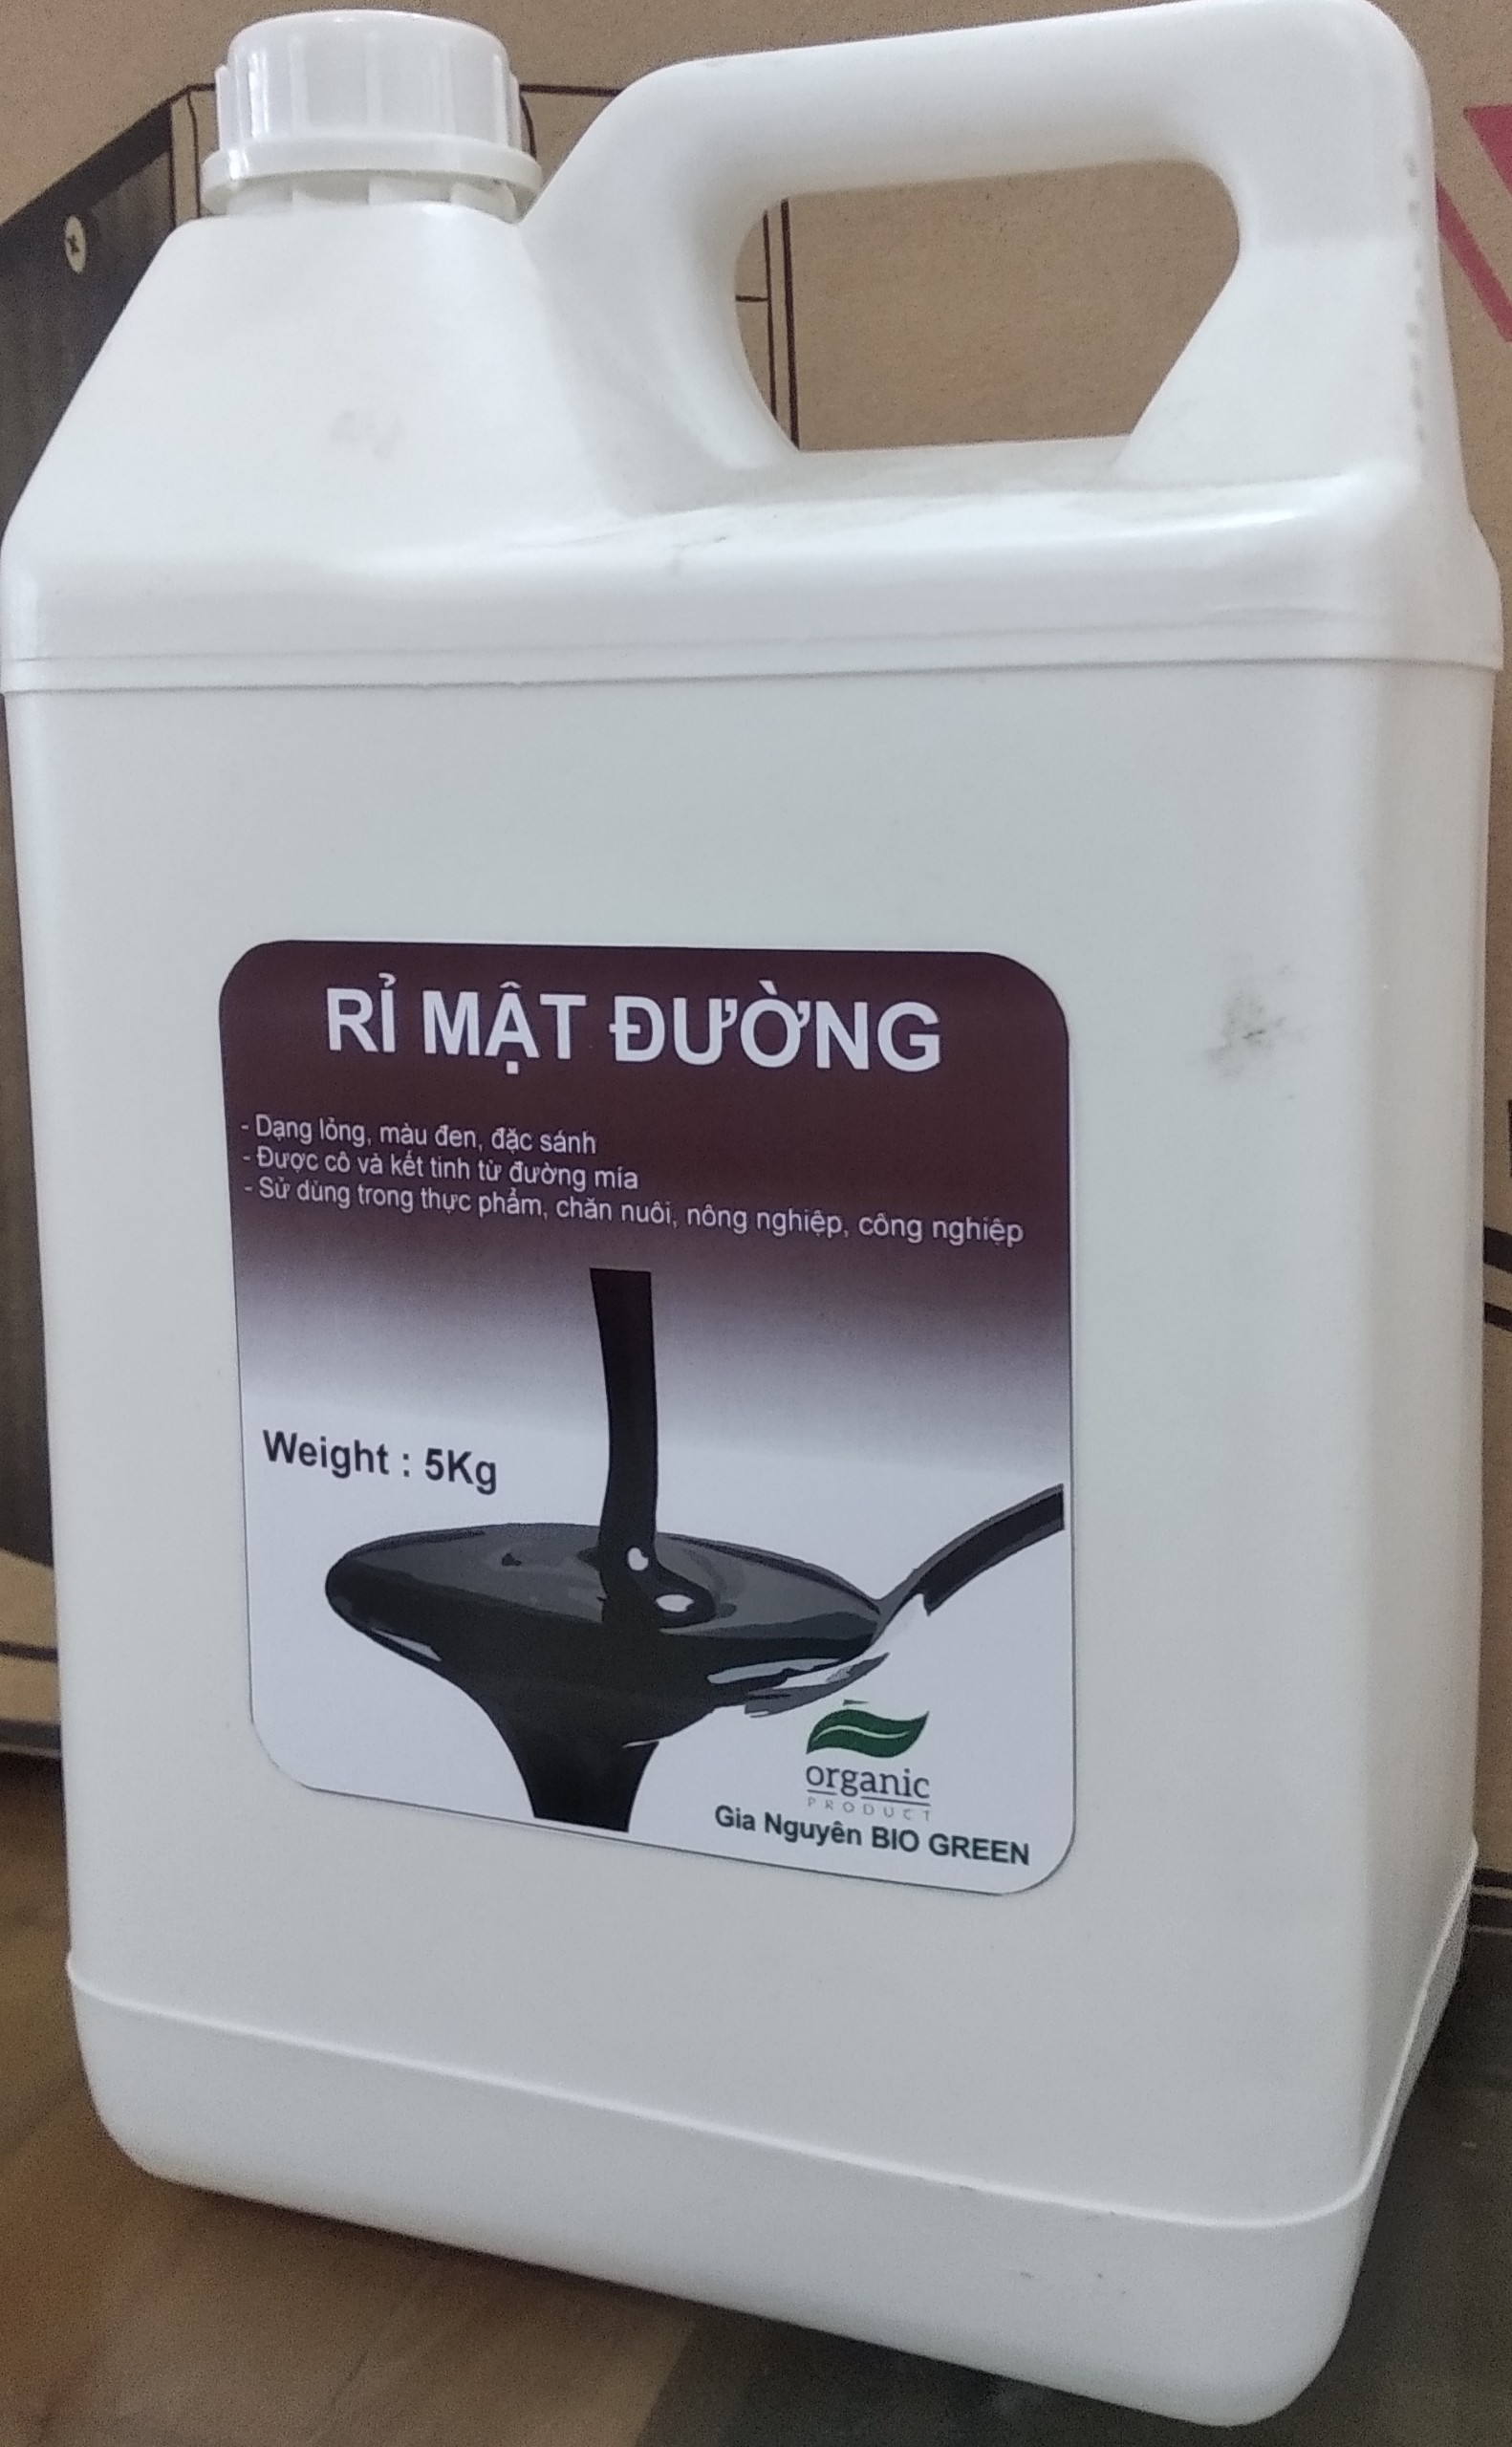 RỈ MẬT ĐƯỜNG
- Dạng lỏng, màu đen, đặc sánh
- Được cô và kết tinh từ đường mía
- Sử dùng trong thực phẩm, chăn nuôi, nông nghiệp, công nghiệp
Weight : 5Kg
organic
PRODUCT
Gia Nguyên BIO GREEN